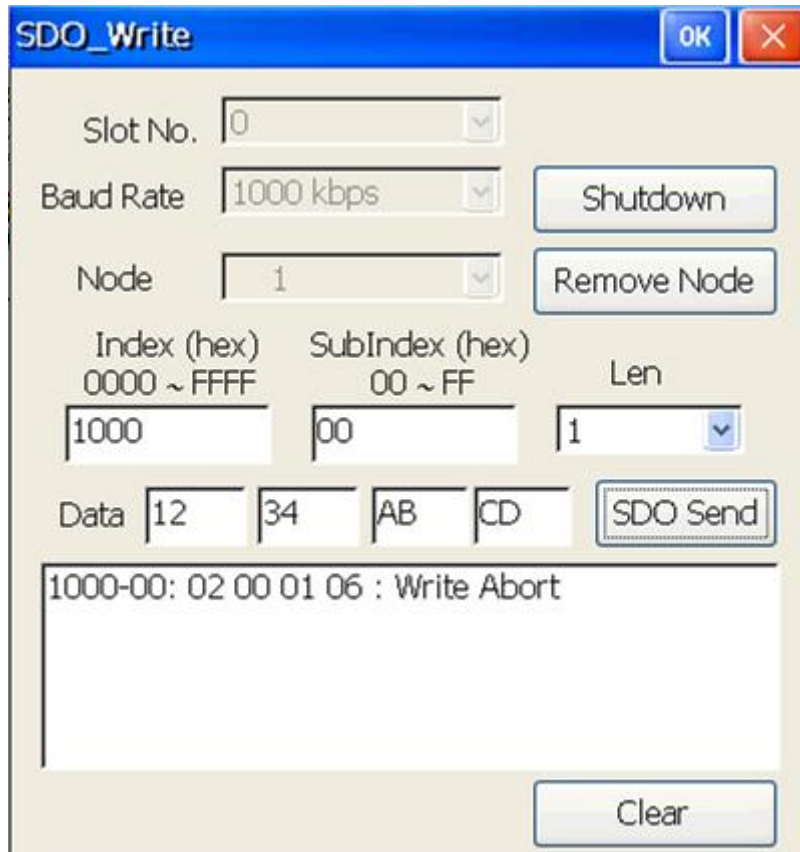 SDO_Write OK
Slot No. 0
Baud Rate 1000 kbps Shutdown
Node 1 Remove Node
Index (hex) SubIndex (hex) Len
0000 ~ FFFF 00 ~ FF
1000 00 1
Data 12 34 AB CD SDO Send
1000-00: 02 00 01 06 : Write Abort
Clear